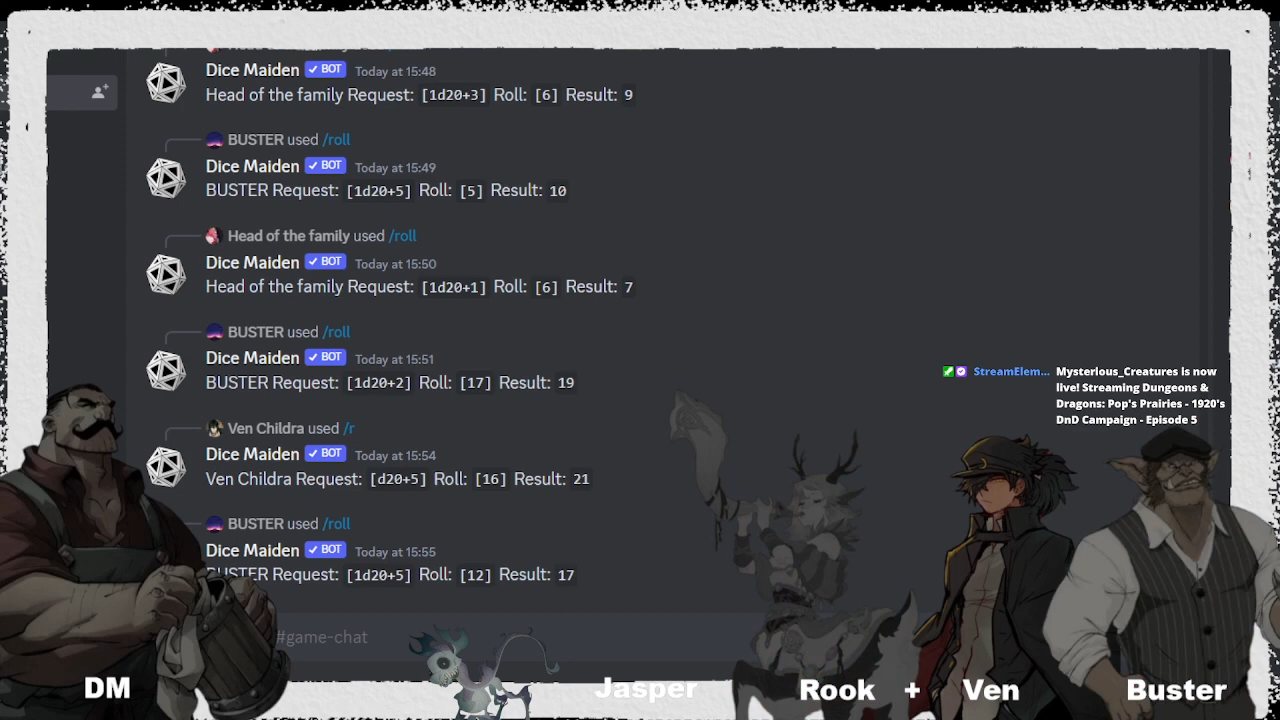 Dice Maiden ✓ BOT Today at 15:48
Head of the family Request: [1d20+3] Roll: [6] Result: 9
BUSTER used /roll
Dice Maiden ✓ BOT Today at 15:49
BUSTER Request: [1d20+5] Roll: [5] Result: 10
Head of the family used /roll
Dice Maiden ✓ BOT Today at 15:50
Head of the family Request: [1d20+1] Roll: [6] Result: 7
BUSTER used /roll
Dice Maiden ✓ BOT Today at 15:51
BUSTER Request: [1d20+2] Roll: [17] Result: 19
StreamElem... Mysterious_Creatures is now
live! Streaming Dungeons &
Dragons: Pop's Prairies - 1920's
DnD Campaign - Episode 5
Ven Childra used /r
Dice Maiden ✓ BOT Today at 15:54
Ven Childra Request: [d20+5] Roll: [16] Result: 21
BUSTER used /roll
Dice Maiden ✓ BOT Today at 15:55
BUSTER Request: [1d20+5] Roll: [12] Result: 17
#game-chat
DM Jasper Rook + Ven Buster